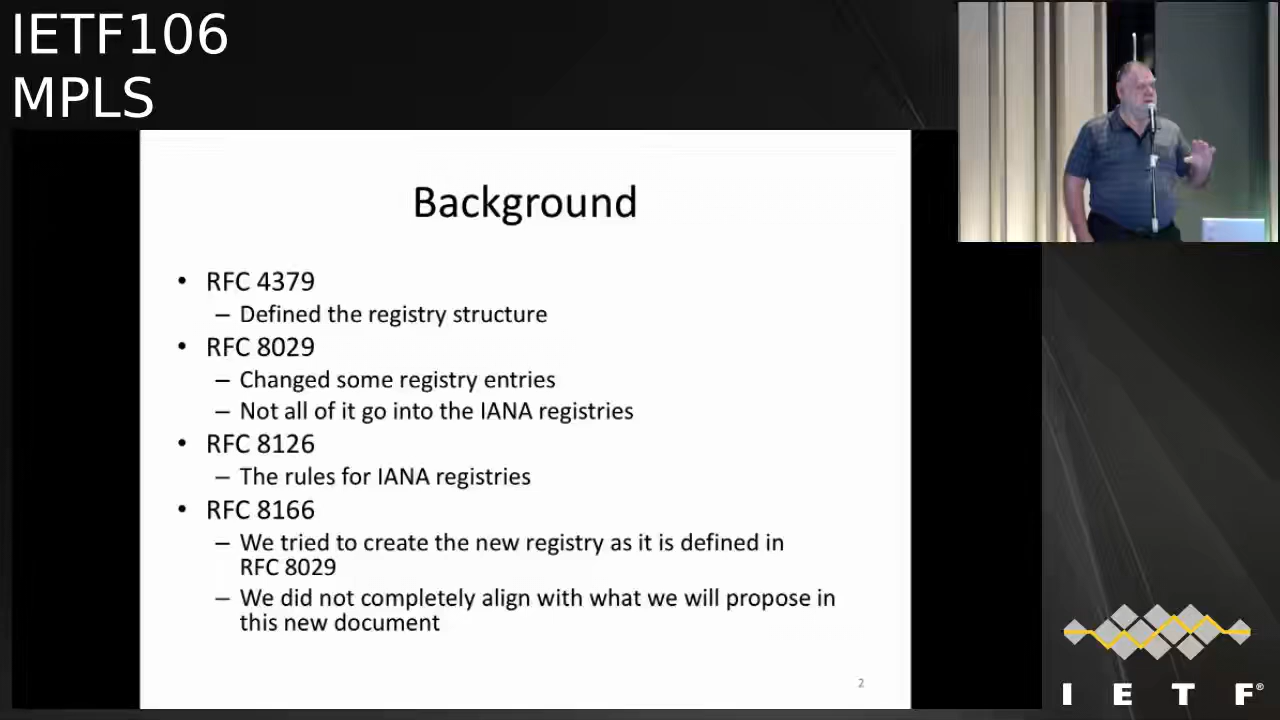 IETF106
MPLS
Background
• RFC 4379
– Defined the registry structure
• RFC 8029
– Changed some registry entries
– Not all of it go into the IANA registries
• RFC 8126
– The rules for IANA registries
• RFC 8166
– We tried to create the new registry as it is defined in
RFC 8029
– We did not completely align with what we will propose in
this new document
2
I E T F®